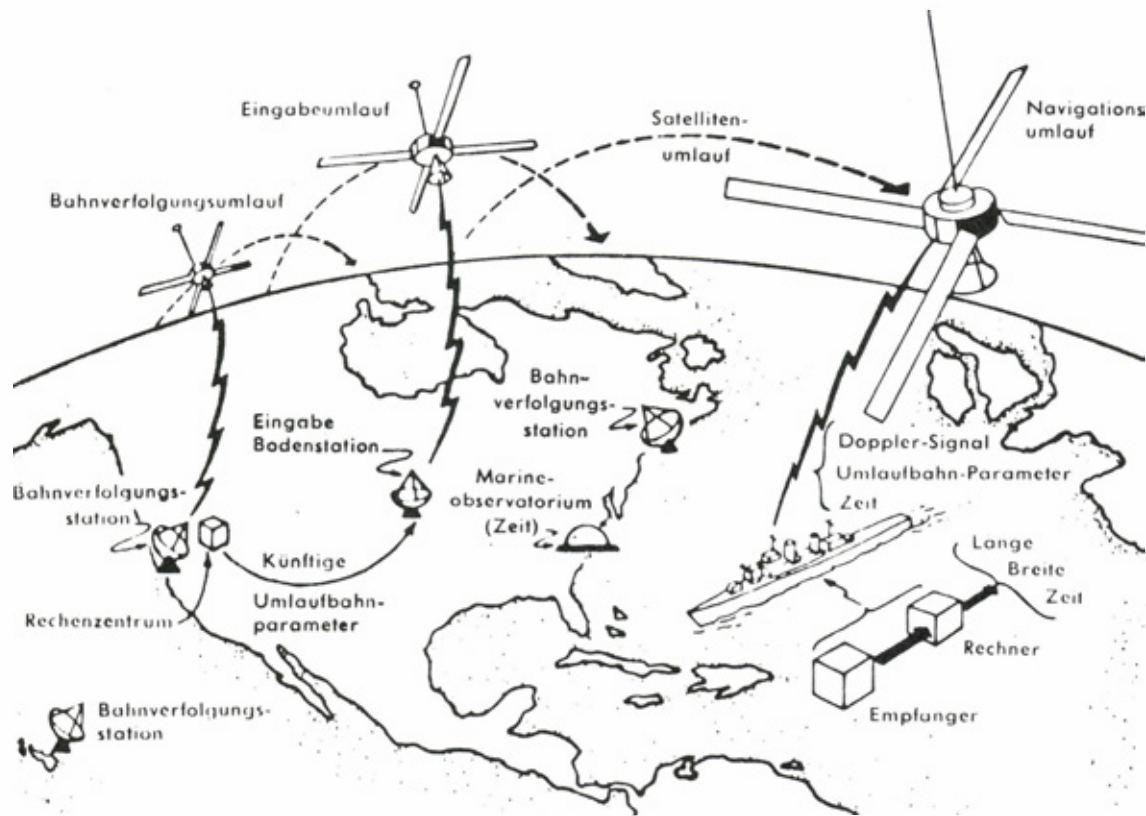 Eingabeumlauf
Satelliten-
umlauf
Navigations
umlauf
Bahnverfolgungsumlauf
Bahn-
verfolgungs-
station
Eingabe
Bodenstation
Doppler-Signal
Umlaufbahn-Parameter
Zeit
Bahnverfolgungs-
station
Marine-
observatorium
(Zeit)
Künftige
Umlaufbahn-
parameter
Rechenzentrum
Lange
Breite
Zeit
Rechner
Empfanger
Bahnverfolgungs-
station